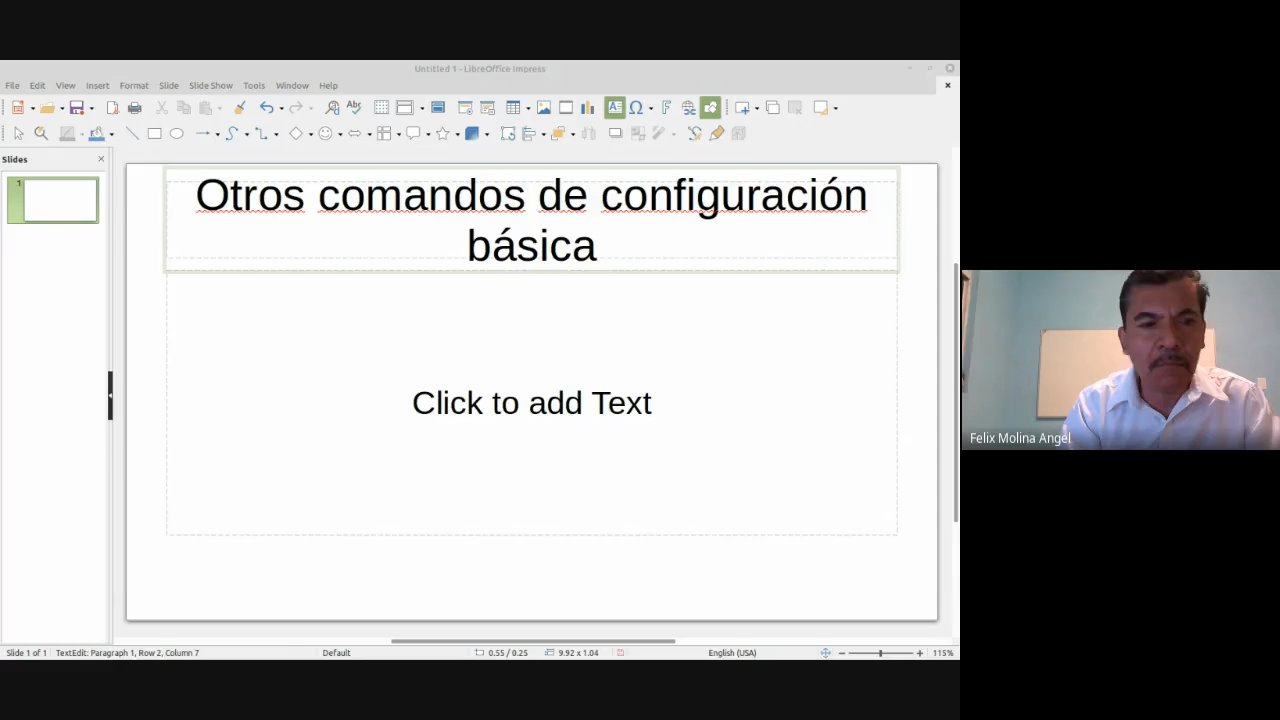 Untitled 1 - LibreOffice Impress
File Edit View Insert Format Slide Slide Show Tools Window Help
Slides
1
Otros comandos de configuración
básica
Click to add Text
Felix Molina Angel
Slide 1 of 1 TextEdit: Paragraph 1, Row 2, Column 7 Default 0.55 / 0.25 9.92 x 1.04 English (USA) 115%